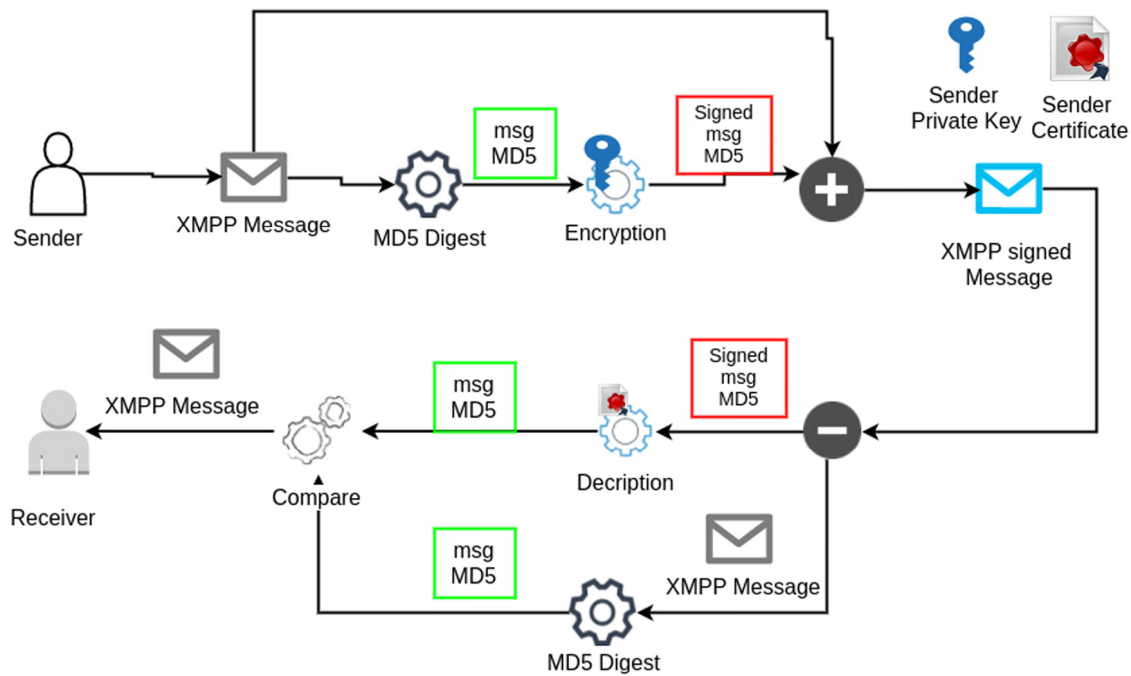 Sender
Private Key
Sender
Certificate
msg
MD5
Signed
msg
MD5
Sender
XMPP Message
MD5 Digest
Encryption
XMPP signed
Message
XMPP Message
msg
MD5
Signed
msg
MD5
Receiver
Compare
Decription
msg
MD5
XMPP Message
MD5 Digest